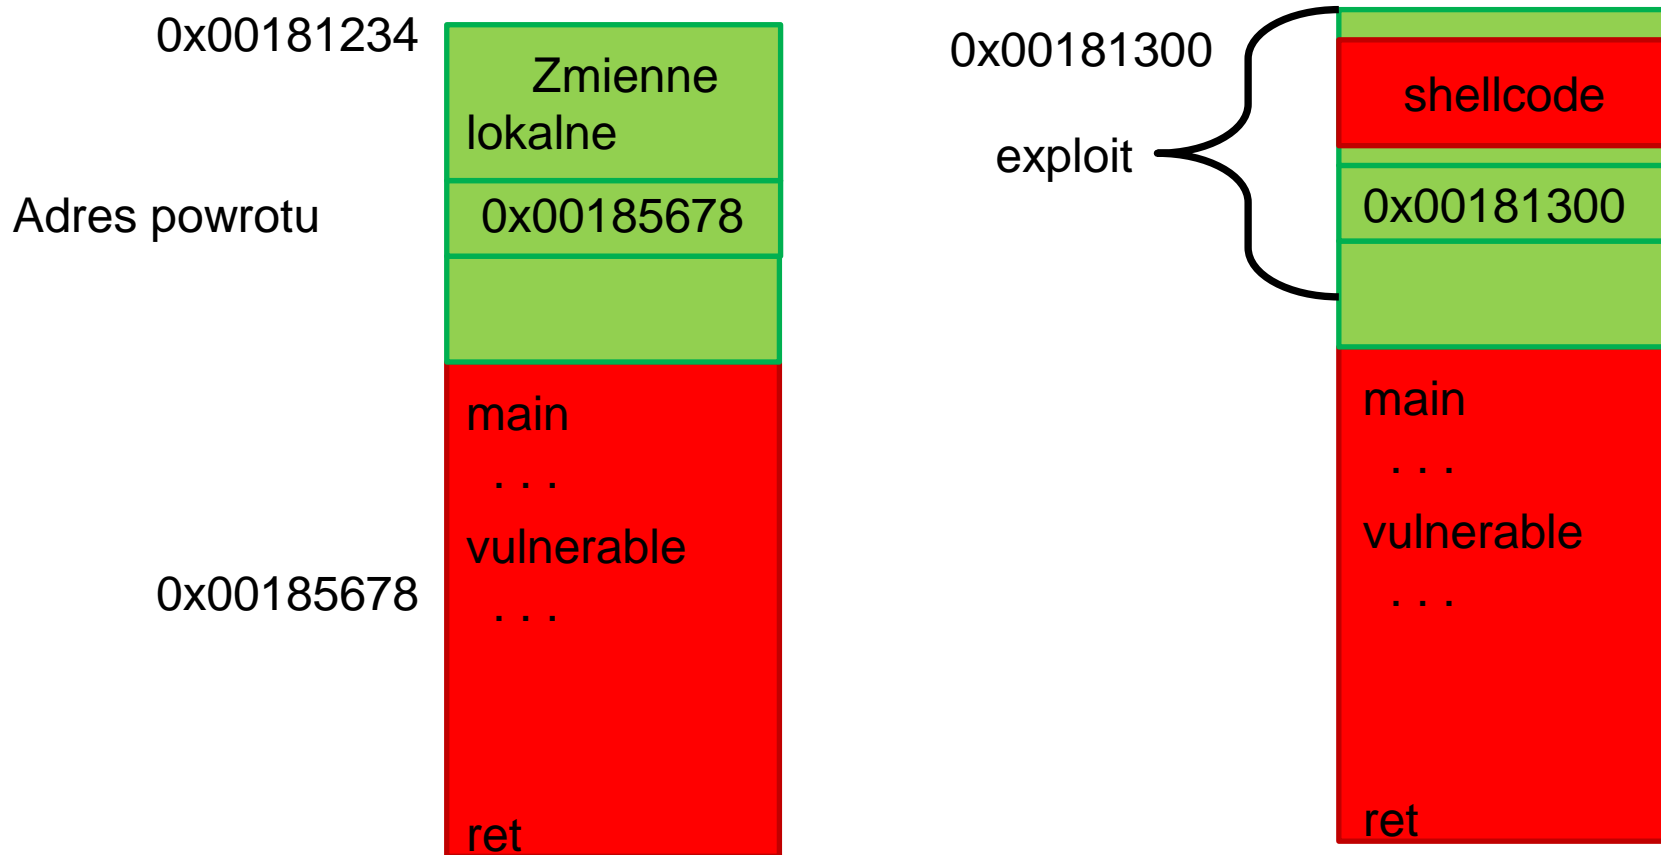 0x00181234
Zmienne
lokalne
Adres powrotu
0x00185678
main
. . .
vulnerable
0x00185678
. . .
ret
0x00181300
shellcode
exploit
0x00181300
main
. . .
vulnerable
. . .
ret